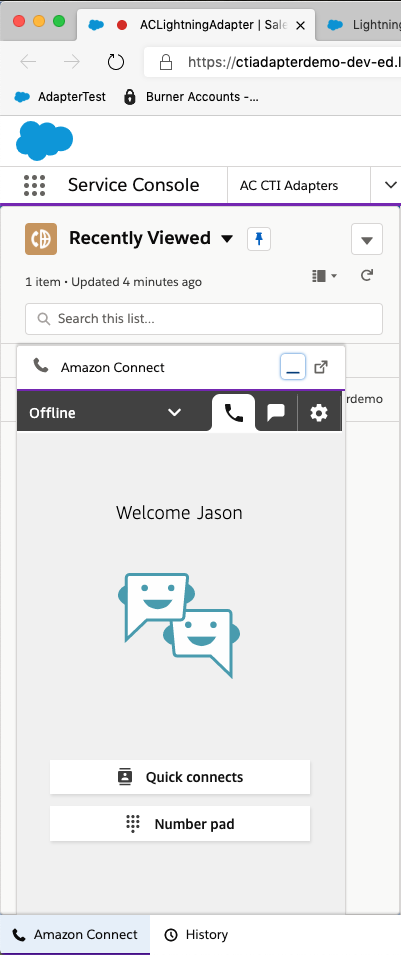 ACLightningAdapter | Sale
Lightning
https://ctiadapterdemo-dev-ed.l
AdapterTest
Burner Accounts -...
Service Console
AC CTI Adapters
Recently Viewed
1 item • Updated 4 minutes ago
Search this list...
Amazon Connect
rdemo
Offline
Welcome Jason
Quick connects
Number pad
Amazon Connect
History